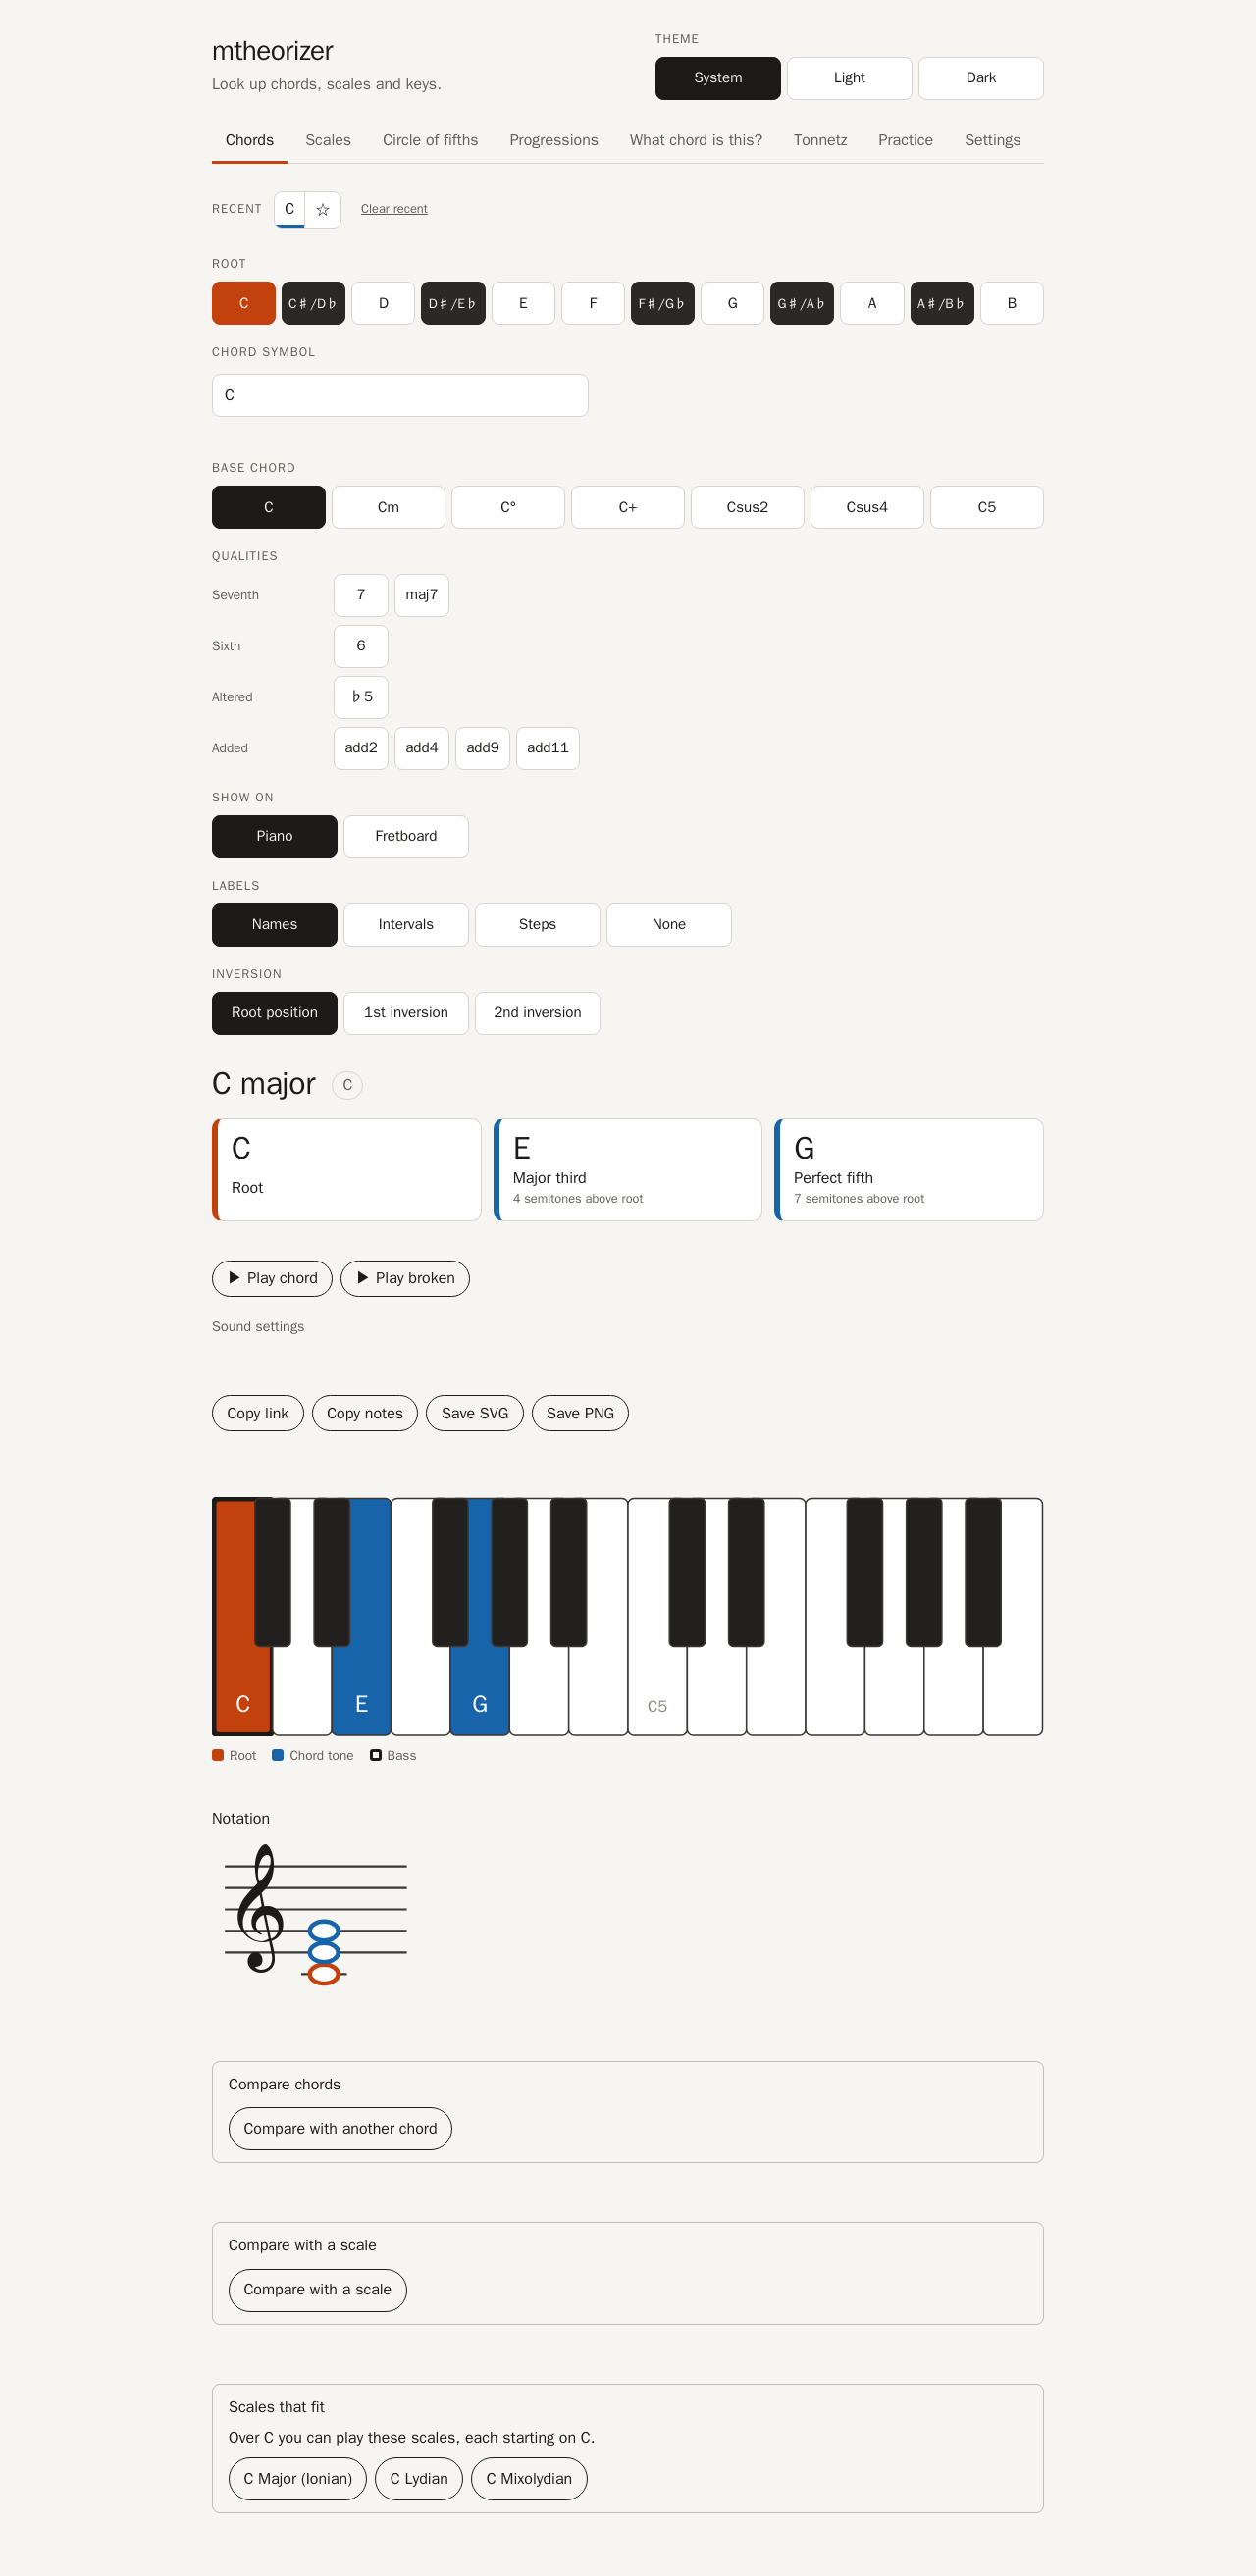 mtheorizer
Look up chords, scales and keys.
THEME
System Light Dark
Chords Scales Circle of fifths Progressions What chord is this? Tonnetz Practice Settings
RECENT C ☆ Clear recent
ROOT
C C♯/D♭ D D♯/E♭ E F F♯/G♭ G G♯/A♭ A A♯/B♭ B
CHORD SYMBOL
C
BASE CHORD
C Cm C° C+ Csus2 Csus4 C5
QUALITIES
Seventh 7 maj7
Sixth 6
Altered ♭5
Added add2 add4 add9 add11
SHOW ON
Piano Fretboard
LABELS
Names Intervals Steps None
INVERSION
Root position 1st inversion 2nd inversion
C major C
C
Root
E
Major third
4 semitones above root
G
Perfect fifth
7 semitones above root
▶ Play chord ▶ Play broken
Sound settings
Copy link Copy notes Save SVG Save PNG
C E G C5
Root Chord tone Bass
Notation
Compare chords
Compare with another chord
Compare with a scale
Compare with a scale
Scales that fit
Over C you can play these scales, each starting on C.
C Major (Ionian) C Lydian C Mixolydian